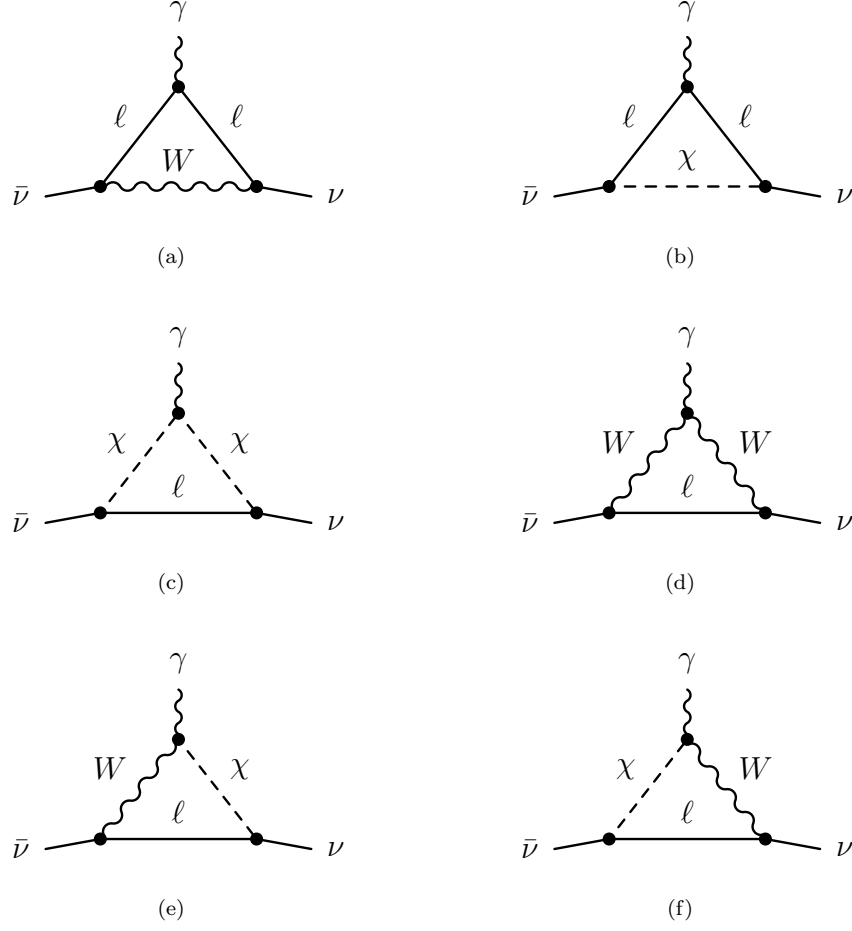 γ γ
ℓ ℓ ℓ ℓ
W χ
ν̄ ν ν̄ ν
(a) (b)
γ γ
χ χ W W
ℓ ℓ
ν̄ ν ν̄ ν
(c) (d)
γ γ
W χ χ W
ℓ ℓ
ν̄ ν ν̄ ν
(e) (f)